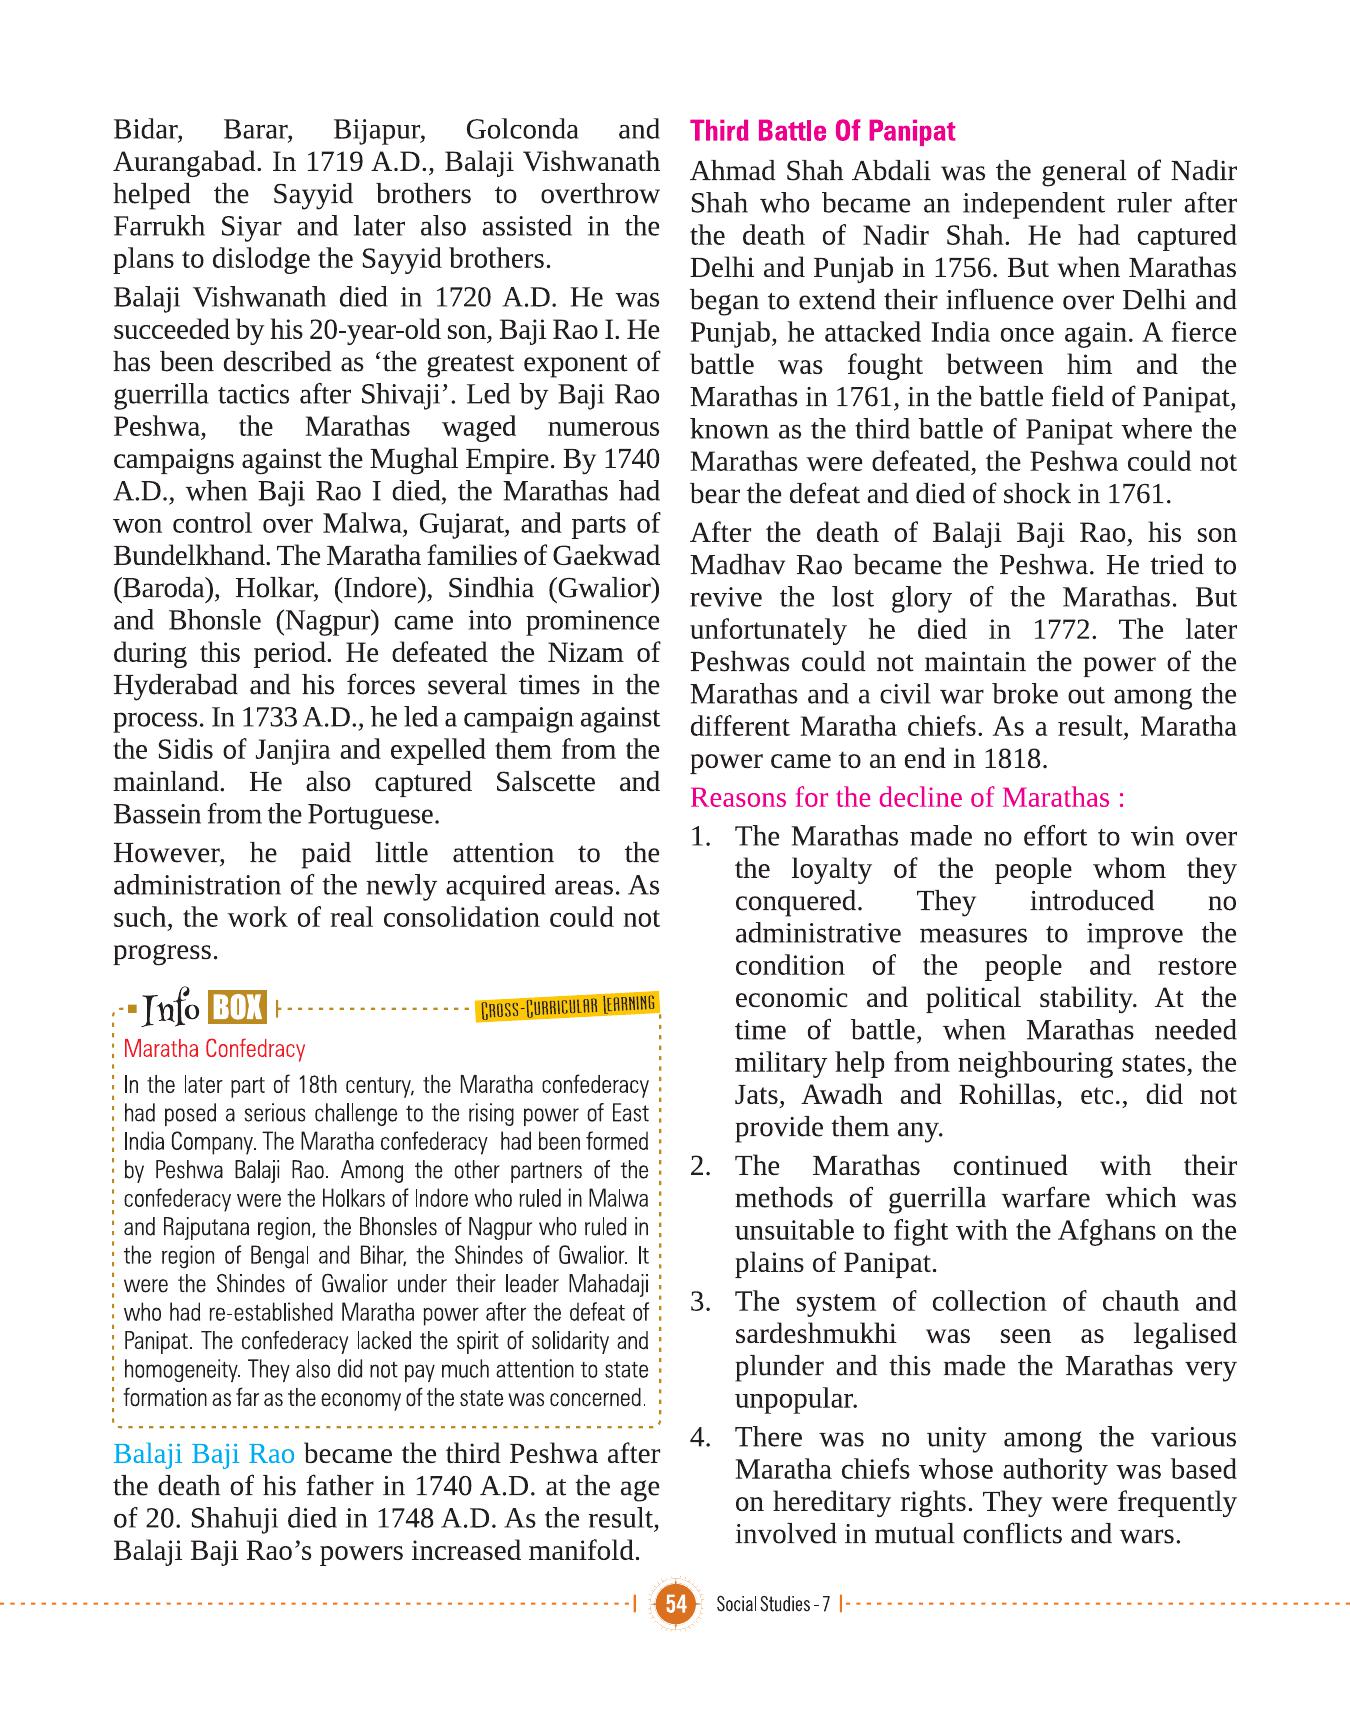 Bidar, Barar, Bijapur, Golconda and
Aurangabad. In 1719 A.D., Balaji Vishwanath
helped the Sayyid brothers to overthrow
Farrukh Siyar and later also assisted in the
plans to dislodge the Sayyid brothers.
Balaji Vishwanath died in 1720 A.D. He was
succeeded by his 20-year-old son, Baji Rao I. He
has been described as ‘the greatest exponent of
guerrilla tactics after Shivaji’. Led by Baji Rao
Peshwa, the Marathas waged numerous
campaigns against the Mughal Empire. By 1740
A.D., when Baji Rao I died, the Marathas had
won control over Malwa, Gujarat, and parts of
Bundelkhand. The Maratha families of Gaekwad
(Baroda), Holkar, (Indore), Sindhia (Gwalior)
and Bhonsle (Nagpur) came into prominence
during this period. He defeated the Nizam of
Hyderabad and his forces several times in the
process. In 1733 A.D., he led a campaign against
the Sidis of Janjira and expelled them from the
mainland. He also captured Salscette and
Bassein from the Portuguese.
However, he paid little attention to the
administration of the newly acquired areas. As
such, the work of real consolidation could not
progress.
Info BOX
CROSS-CURRICULAR LEARNING
Maratha Confedracy
In the later part of 18th century, the Maratha confederacy
had posed a serious challenge to the rising power of East
India Company. The Maratha confederacy had been formed
by Peshwa Balaji Rao. Among the other partners of the
confederacy were the Holkars of Indore who ruled in Malwa
and Rajputana region, the Bhonsles of Nagpur who ruled in
the region of Bengal and Bihar, the Shindes of Gwalior. It
were the Shindes of Gwalior under their leader Mahadaji
who had re-established Maratha power after the defeat of
Panipat. The confederacy lacked the spirit of solidarity and
homogeneity. They also did not pay much attention to state
formation as far as the economy of the state was concerned.
Balaji Baji Rao became the third Peshwa after
the death of his father in 1740 A.D. at the age
of 20. Shahuji died in 1748 A.D. As the result,
Balaji Baji Rao’s powers increased manifold.
Third Battle Of Panipat
Ahmad Shah Abdali was the general of Nadir
Shah who became an independent ruler after
the death of Nadir Shah. He had captured
Delhi and Punjab in 1756. But when Marathas
began to extend their influence over Delhi and
Punjab, he attacked India once again. A fierce
battle was fought between him and the
Marathas in 1761, in the battle field of Panipat,
known as the third battle of Panipat where the
Marathas were defeated, the Peshwa could not
bear the defeat and died of shock in 1761.
After the death of Balaji Baji Rao, his son
Madhav Rao became the Peshwa. He tried to
revive the lost glory of the Marathas. But
unfortunately he died in 1772. The later
Peshwas could not maintain the power of the
Marathas and a civil war broke out among the
different Maratha chiefs. As a result, Maratha
power came to an end in 1818.
Reasons for the decline of Marathas :
1. The Marathas made no effort to win over
the loyalty of the people whom they
conquered. They introduced no
administrative measures to improve the
condition of the people and restore
economic and political stability. At the
time of battle, when Marathas needed
military help from neighbouring states, the
Jats, Awadh and Rohillas, etc., did not
provide them any.
2. The Marathas continued with their
methods of guerrilla warfare which was
unsuitable to fight with the Afghans on the
plains of Panipat.
3. The system of collection of chauth and
sardeshmukhi was seen as legalised
plunder and this made the Marathas very
unpopular.
4. There was no unity among the various
Maratha chiefs whose authority was based
on hereditary rights. They were frequently
involved in mutual conflicts and wars.
54 Social Studies - 7